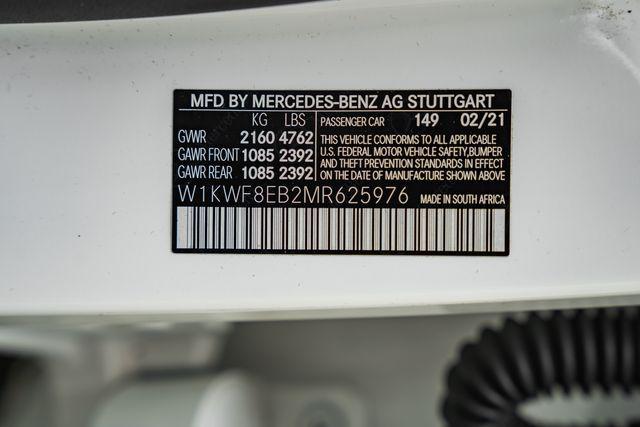 MFD BY MERCEDES-BENZ AG STUTTGART
KG LBS
GVWR 2160 4762
GAWR FRONT 1085 2392
GAWR REAR 1085 2392
PASSENGER CAR 149 02/21
THIS VEHICLE CONFORMS TO ALL APPLICABLE
U.S. FEDERAL MOTOR VEHICLE SAFETY, BUMPER
AND THEFT PREVENTION STANDARDS IN EFFECT
ON THE DATE OF MANUFACTURE SHOWN ABOVE
W1KWF8EB2MR625976 MADE IN SOUTH AFRICA